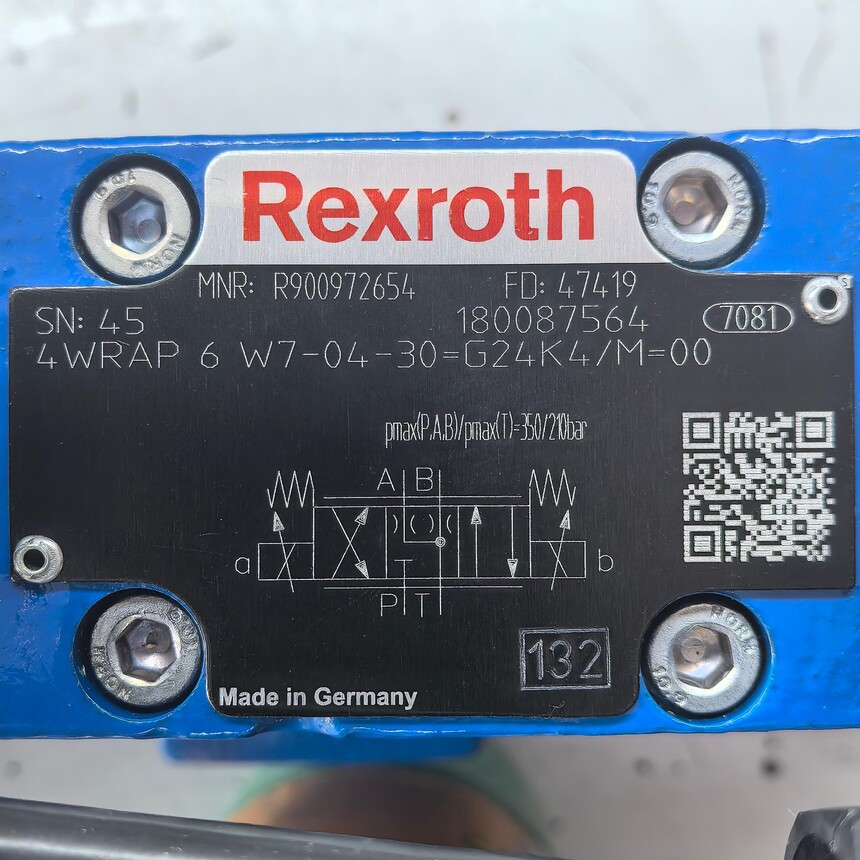 Rexroth
MNR: R900972654 FD: 47419
SN: 45 180087564 7081
4WRAP 6 W7-04-30=G24K4/M=00
pmax(P,A,B)/pmax(T)=350/210bar
A B
a b
P T
132
Made in Germany